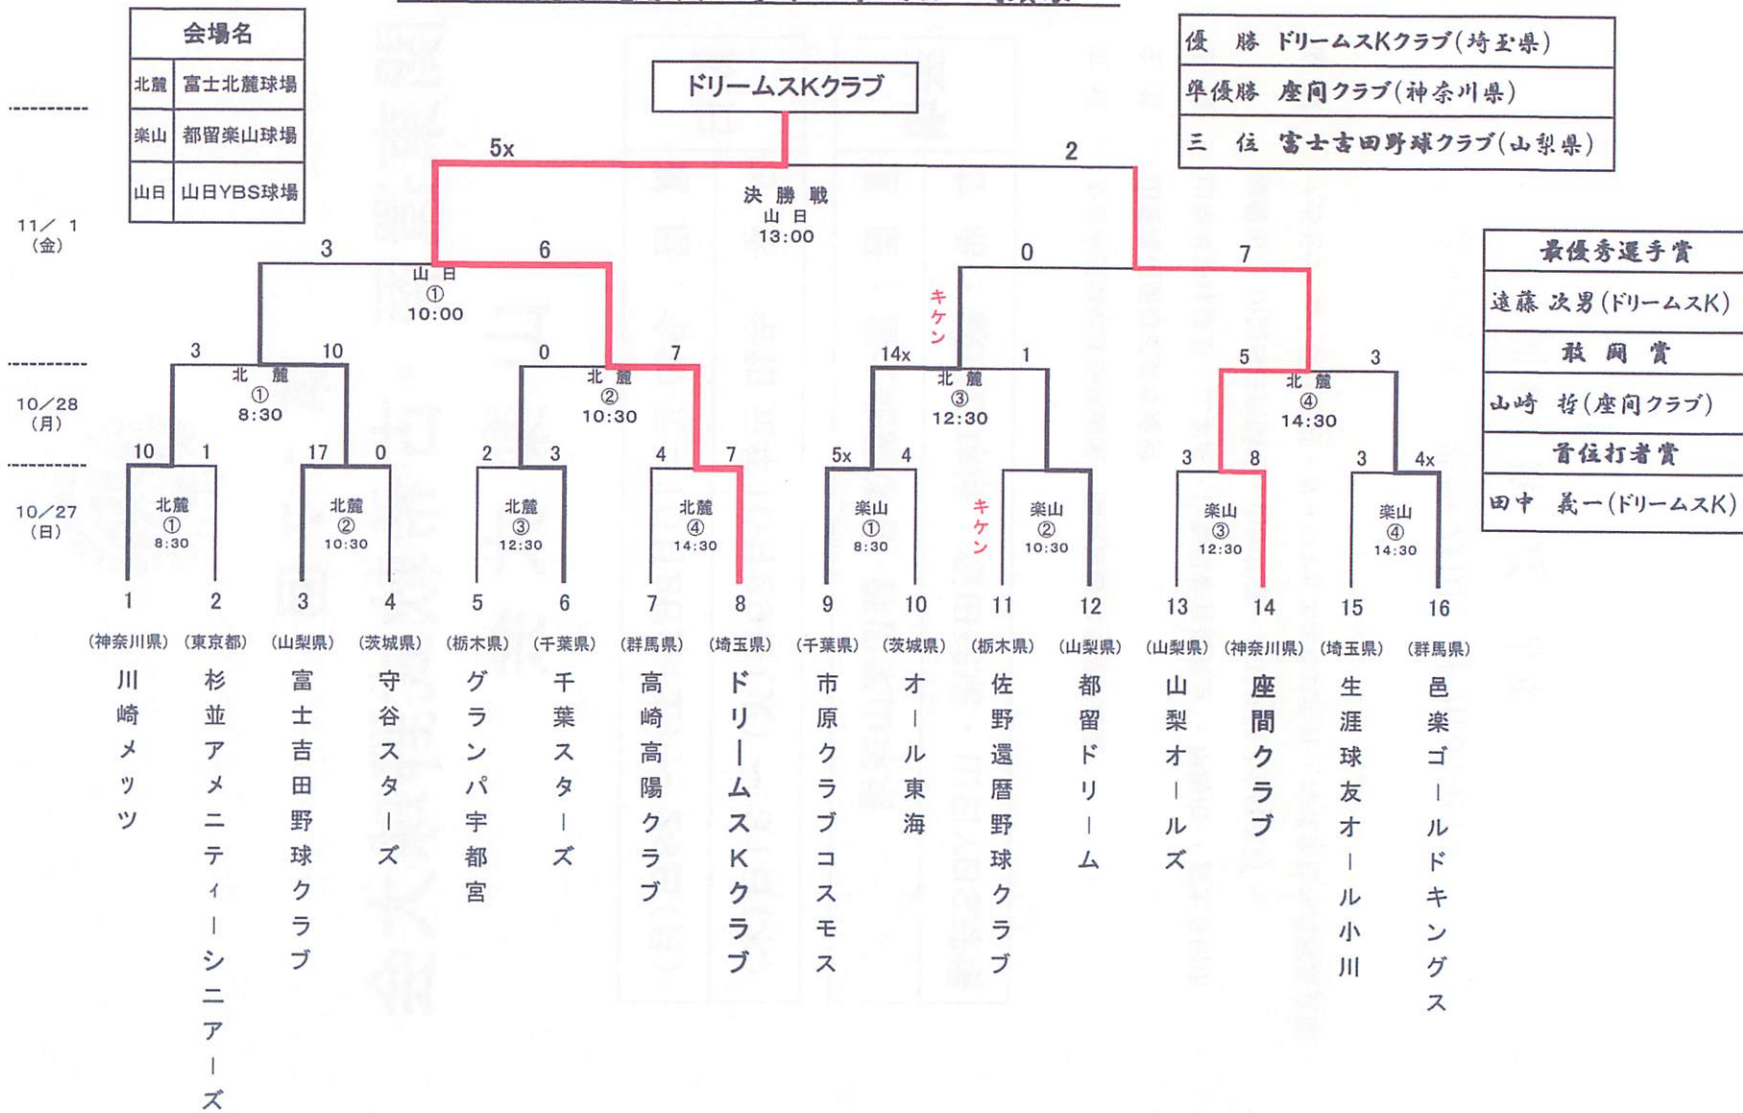 会場名
北麓 富士北麓球場
楽山 都留楽山球場
山日 山日YBS球場
ドリームスKクラブ
優 勝 ドリームスKクラブ(埼玉県)
準優勝 座间クラブ(神奈川県)
三 位 富士吉田野球クラブ(山梨県)
最優秀選手賞
遠藤 次男(ドリームスK)
敢闘賞
山崎 哲(座间クラブ)
首位打者賞
田中 義一(ドリームスK)
5x 2
決勝戦
山日
13:00
11/ 1
(金)
3 6 0 7
山日
①
10:00
キケン
10/28
(月)
3 10 0 7 14x 1 5 3
北麓
①
8:30
北麓
②
10:30
北麓
③
12:30
北麓
④
14:30
10/27
(日)
10 1 17 0 2 3 4 7 5x 4 3 8 3 4x
北麓
①
8:30
北麓
②
10:30
北麓
③
12:30
北麓
④
14:30
楽山
①
8:30
キケン
楽山
②
10:30
楽山
③
12:30
楽山
④
14:30
1 2 3 4 5 6 7 8 9 10 11 12 13 14 15 16
(神奈川県) (東京都) (山梨県) (茨城県) (栃木県) (千葉県) (群馬県) (埼玉県) (千葉県) (茨城県) (栃木県) (山梨県) (山梨県) (神奈川県) (埼玉県) (群馬県)
川崎メッツ
杉並アメニティーシニアーズ
富士吉田野球クラブ
守谷スターズ
グランパ宇都宮
千葉スターズ
高崎高陽クラブ
ドリームスKクラブ
市原クラブコスモス
オール東海
佐野還暦野球クラブ
都留ドリーム
山梨オールズ
座間クラブ
生涯球友オール小川
邑楽ゴールドキングス